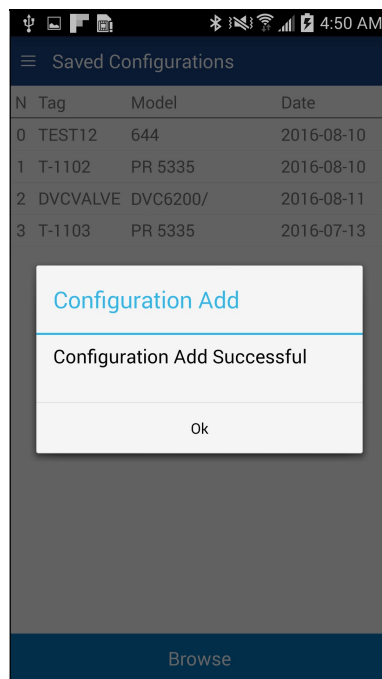 4:50 AM
Saved Configurations
N Tag Model Date
0 TEST12 644 2016-08-10
1 T-1102 PR 5335 2016-08-10
2 DVCVALVE DVC6200/ 2016-08-11
3 T-1103 PR 5335 2016-07-13
Configuration Add
Configuration Add Successful
Ok
Browse